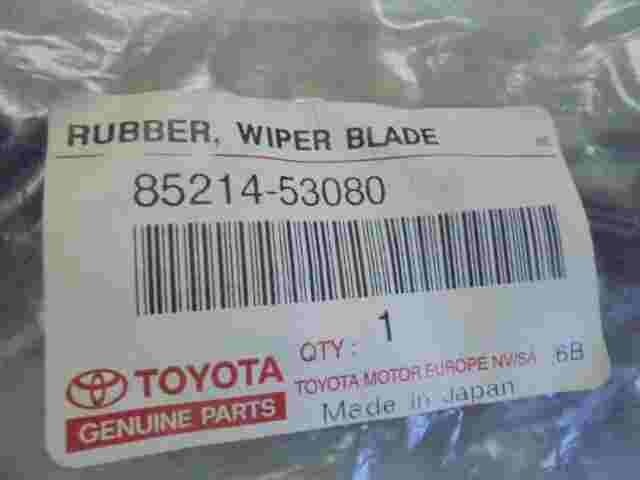 RUBBER, WIPER BLADE
85214-53080
QTY: 1
TOYOTA
GENUINE PARTS
TOYOTA MOTOR EUROPE NV/SA 6B
Made in Japan